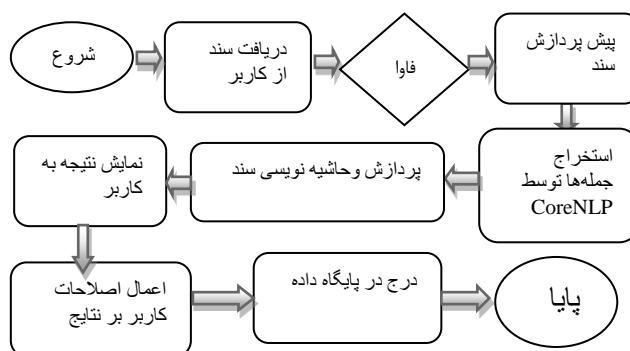 شروع
دریافت سند
از کاربر
فاوا
پیش پردازش
سند
استخراج
جمله‌ها توسط
CoreNLP
پردازش وحاشیه نویسی سند
نمایش نتیجه به
کاربر
اعمال اصلاحات
کاربر بر نتایج
درج در پایگاه داده
پایا